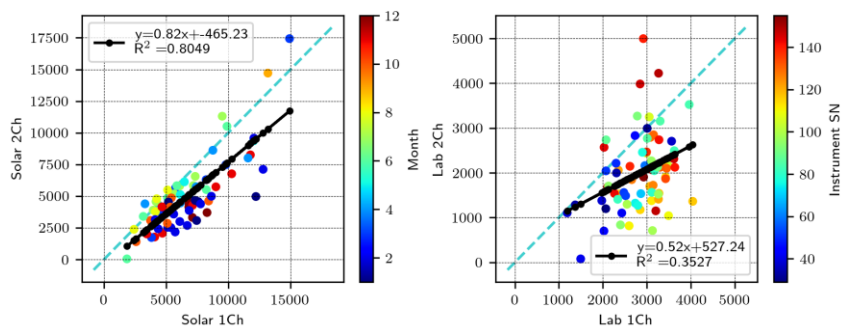 y=0.82x+-465.23
R² =0.8049
17500
15000
12500
10000
7500
5000
2500
0
Solar 2Ch
0 5000 10000 15000
Solar 1Ch
12
10
8
6
4
2
Month
5000
4000
3000
2000
1000
0
Lab 2Ch
y=0.52x+527.24
R² =0.3527
0 1000 2000 3000 4000 5000
Lab 1Ch
140
120
100
80
60
40
Instrument SN